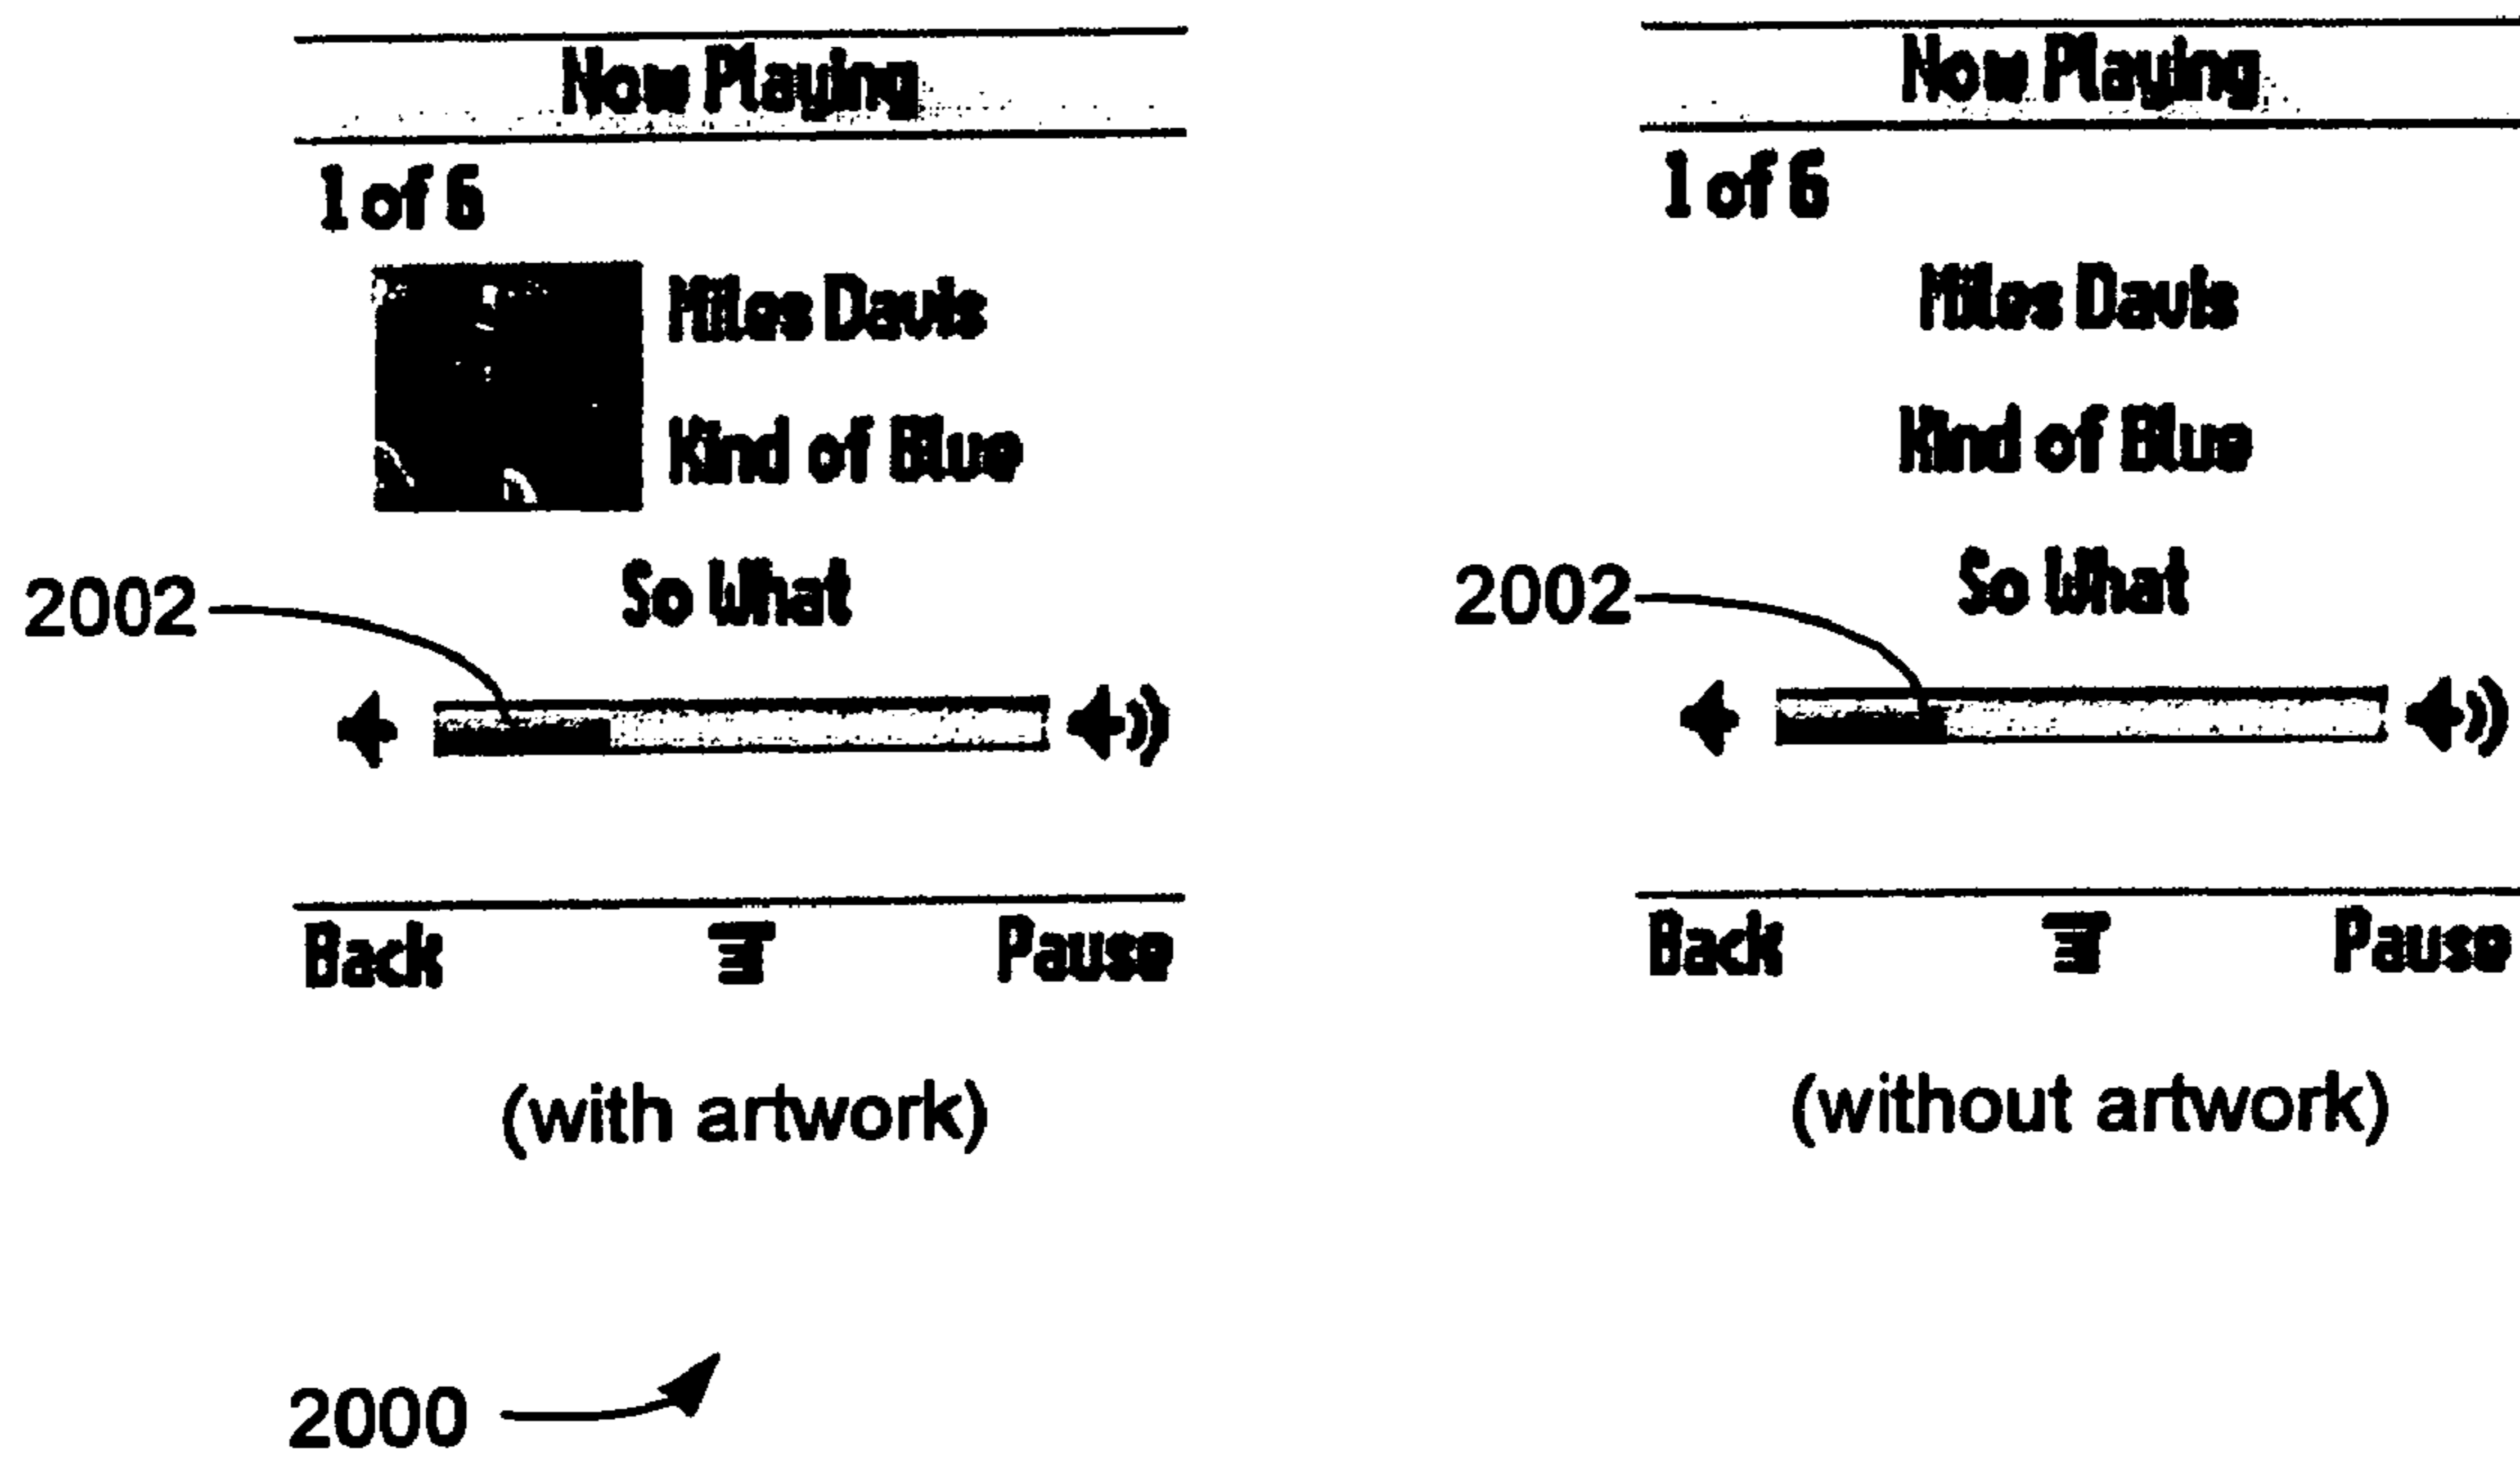 Now Playing
1 of 6
Miles Davis
Kind of Blue
So What
2002
Back
Pause
(with artwork)
2000
Now Playing
1 of 6
Miles Davis
Kind of Blue
So What
2002
Back
Pause
(without artwork)